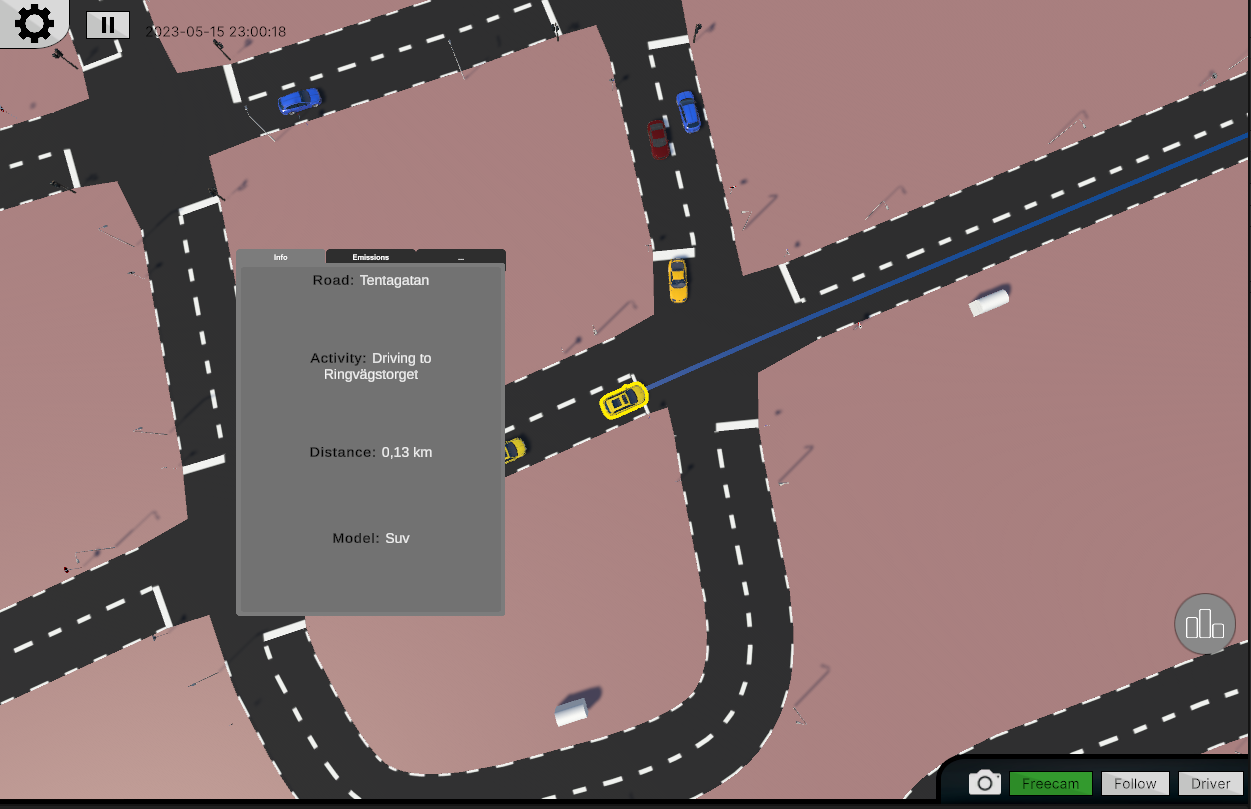 2023-05-15 23:00:18
Info Emissions ...
Road: Tentagatan
Activity: Driving to
Ringvägstorget
Distance: 0,13 km
Model: Suv
Freecam Follow Driver